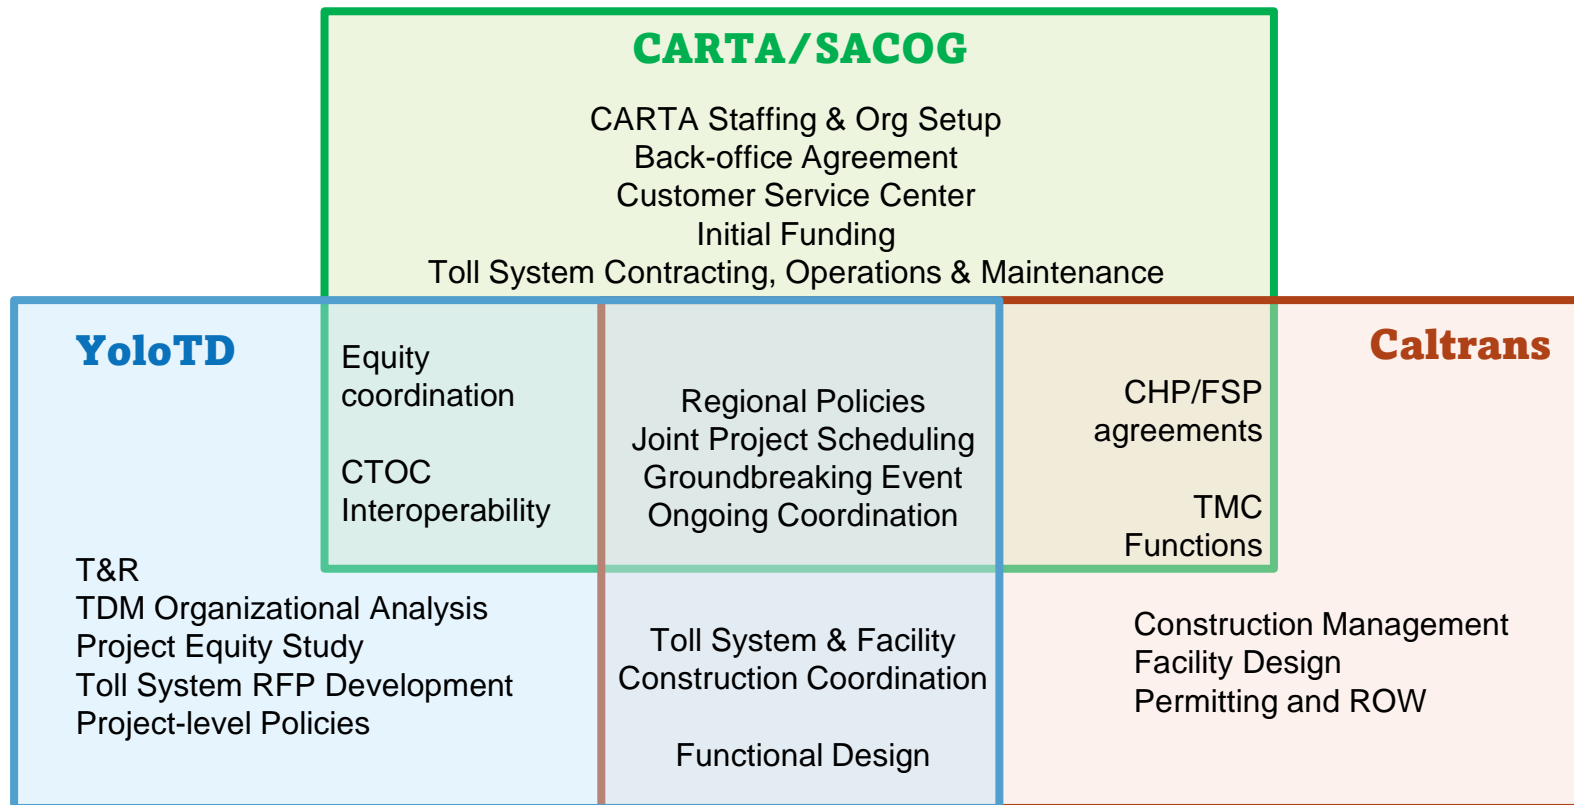 CARTA/SACOG
CARTA Staffing & Org Setup
Back-office Agreement
Customer Service Center
Initial Funding
Toll System Contracting, Operations & Maintenance
YoloTD
Equity
coordination
CTOC
Interoperability
Regional Policies
Joint Project Scheduling
Groundbreaking Event
Ongoing Coordination
Caltrans
CHP/FSP
agreements
TMC
Functions
T&R
TDM Organizational Analysis
Project Equity Study
Toll System RFP Development
Project-level Policies
Toll System & Facility
Construction Coordination
Functional Design
Construction Management
Facility Design
Permitting and ROW